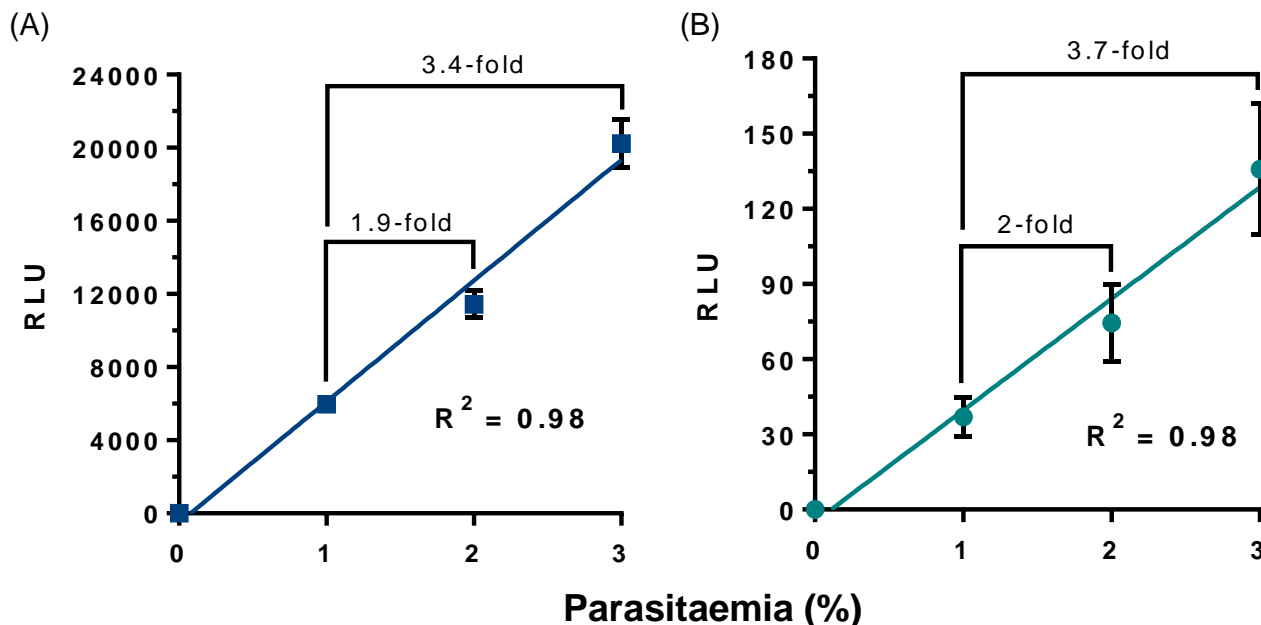 (A)
3.4-fold
1.9-fold
24000
20000
16000
12000
8000
4000
0
RLU
R² = 0.98
0 1 2 3
(B)
3.7-fold
2-fold
180
150
120
90
60
30
0
RLU
R² = 0.98
0 1 2 3
Parasitaemia (%)